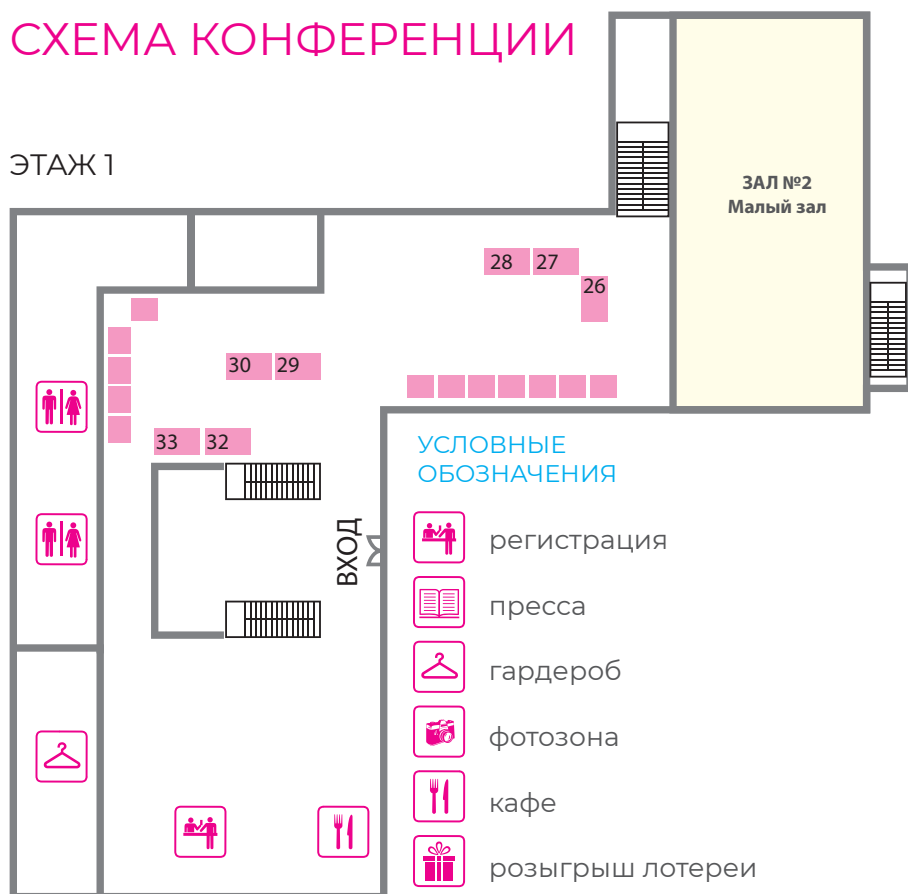 СХЕМА КОНФЕРЕНЦИИ
ЭТАЖ 1
ЗАЛ №2
Малый зал
28 27
26
30 29
33 32
ВХОД
УСЛОВНЫЕ
ОБОЗНАЧЕНИЯ
регистрация
пресса
гардероб
фотозона
кафе
розыгрыш лотереи